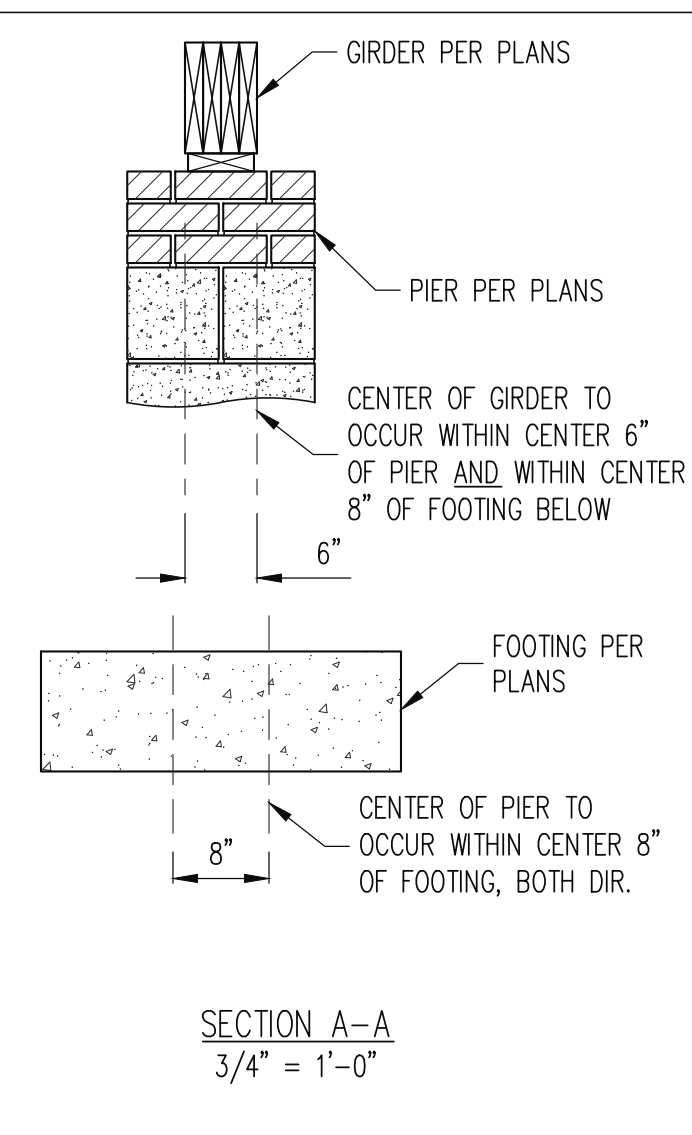 GIRDER PER PLANS
PIER PER PLANS
CENTER OF GIRDER TO
OCCUR WITHIN CENTER 6”
OF PIER AND WITHIN CENTER
8” OF FOOTING BELOW
6”
FOOTING PER
PLANS
CENTER OF PIER TO
OCCUR WITHIN CENTER 8”
OF FOOTING, BOTH DIR.
8”
SECTION A-A
3/4” = 1’-0”